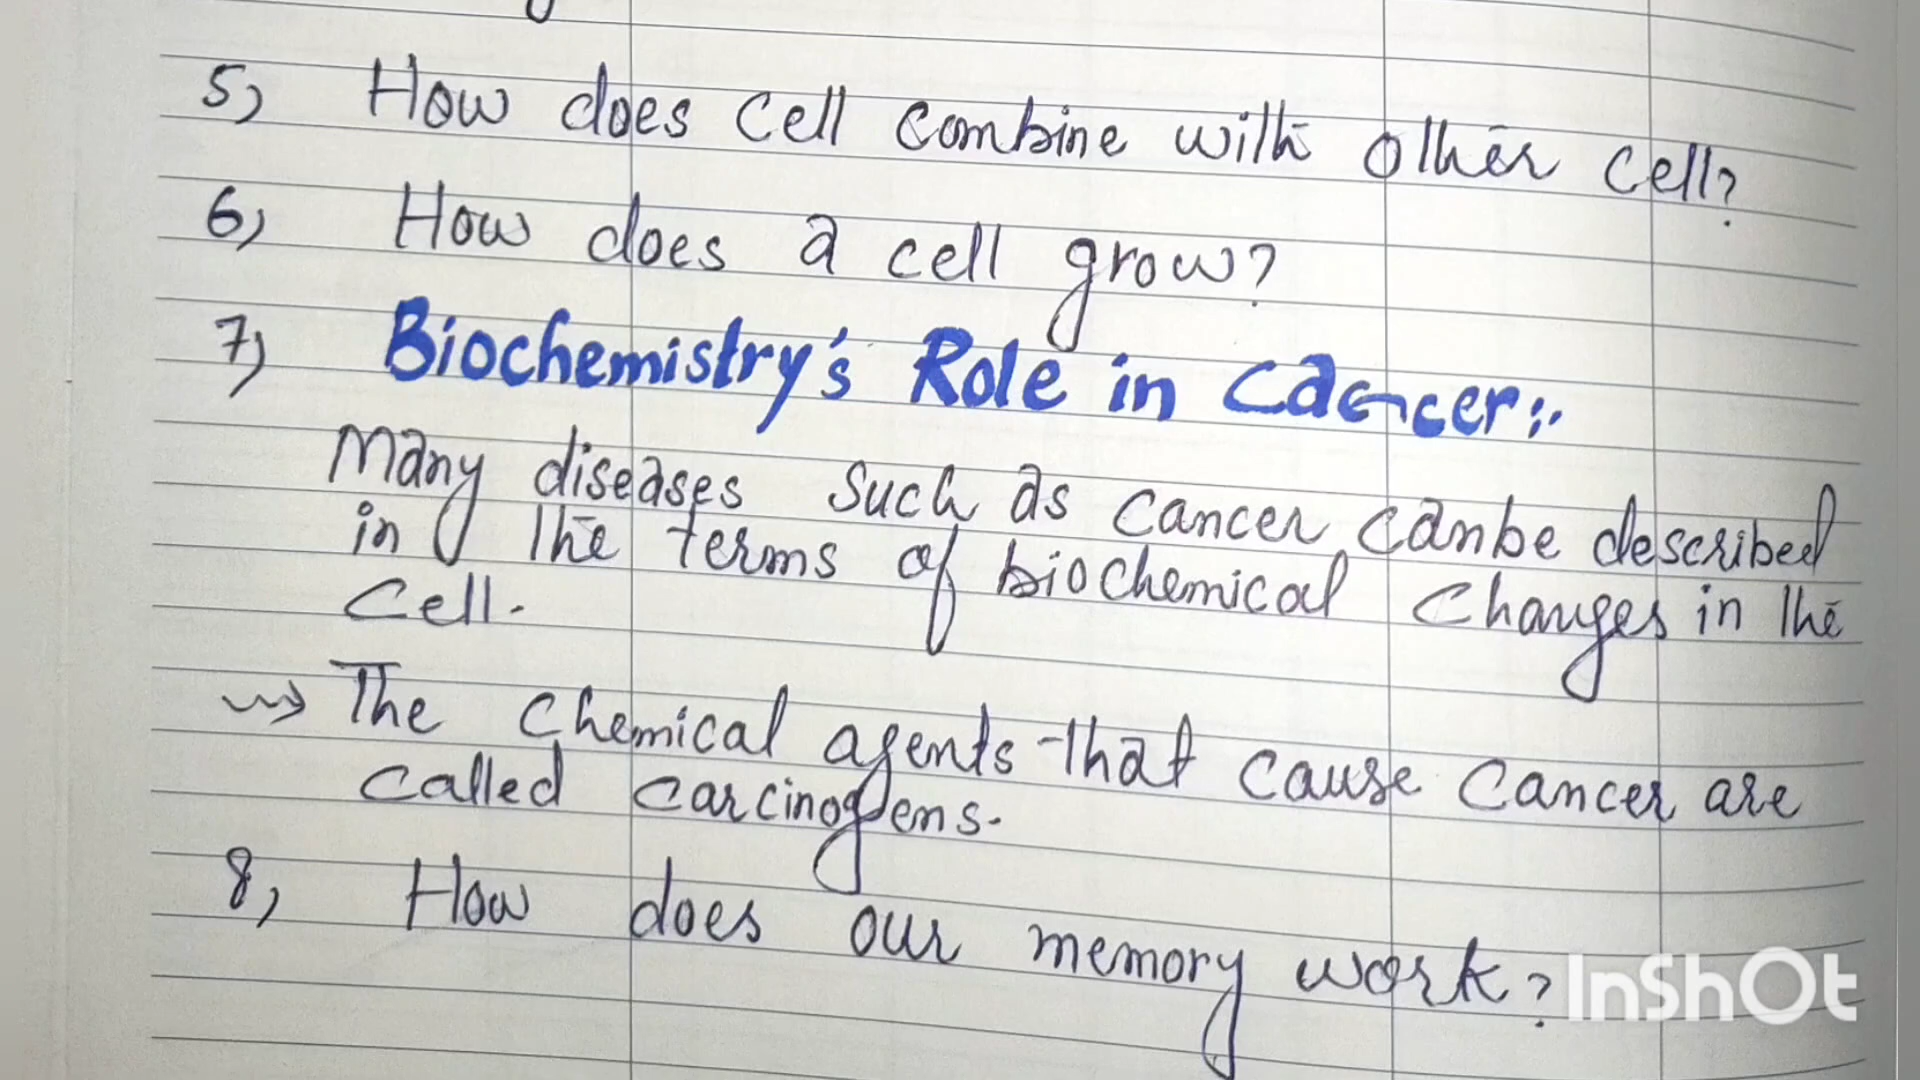 5, How does cell combine with other cell?
6, How does a cell grow?
7, Biochemistry's Role in Cancer:
Many diseases such as cancer canbe described
in the terms of biochemical changes in the
cell.
The chemical agents that cause cancer are
called carcinogens.
8, How does our memory work?
InShOt